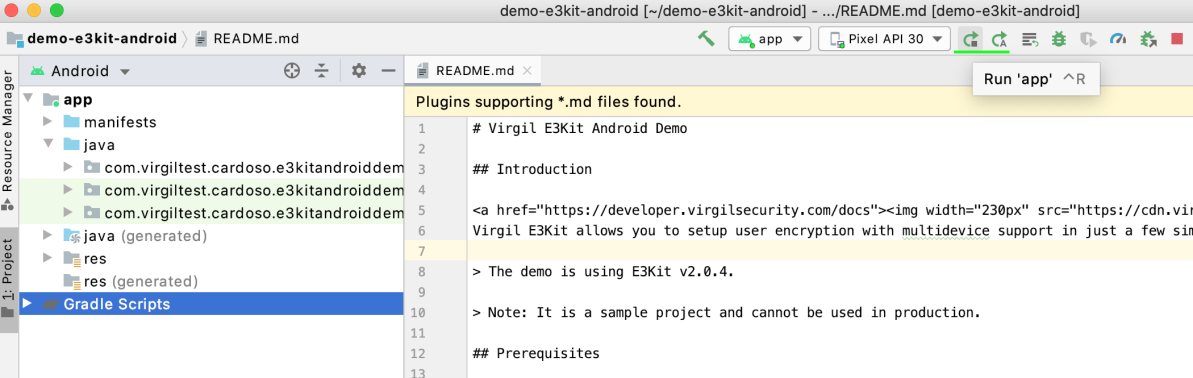 demo-e3kit-android [~/demo-e3kit-android] - .../README.md [demo-e3kit-android]
demo-e3kit-android README.md app Pixel API 30
Run 'app' ^R
Resource Manager
1: Project
Android
app
manifests
java
com.virgiltest.cardoso.e3kitandroiddem
com.virgiltest.cardoso.e3kitandroiddem
com.virgiltest.cardoso.e3kitandroiddem
java (generated)
res
res (generated)
Gradle Scripts
README.md
Plugins supporting *.md files found.
1 # Virgil E3Kit Android Demo
2
3 ## Introduction
4
5 <a href="https://developer.virgilsecurity.com/docs"><img width="230px" src="https://cdn.vir
6 Virgil E3Kit allows you to setup user encryption with multidevice support in just a few sim
7
8 > The demo is using E3Kit v2.0.4.
9
10 > Note: It is a sample project and cannot be used in production.
11
12 ## Prerequisites
13